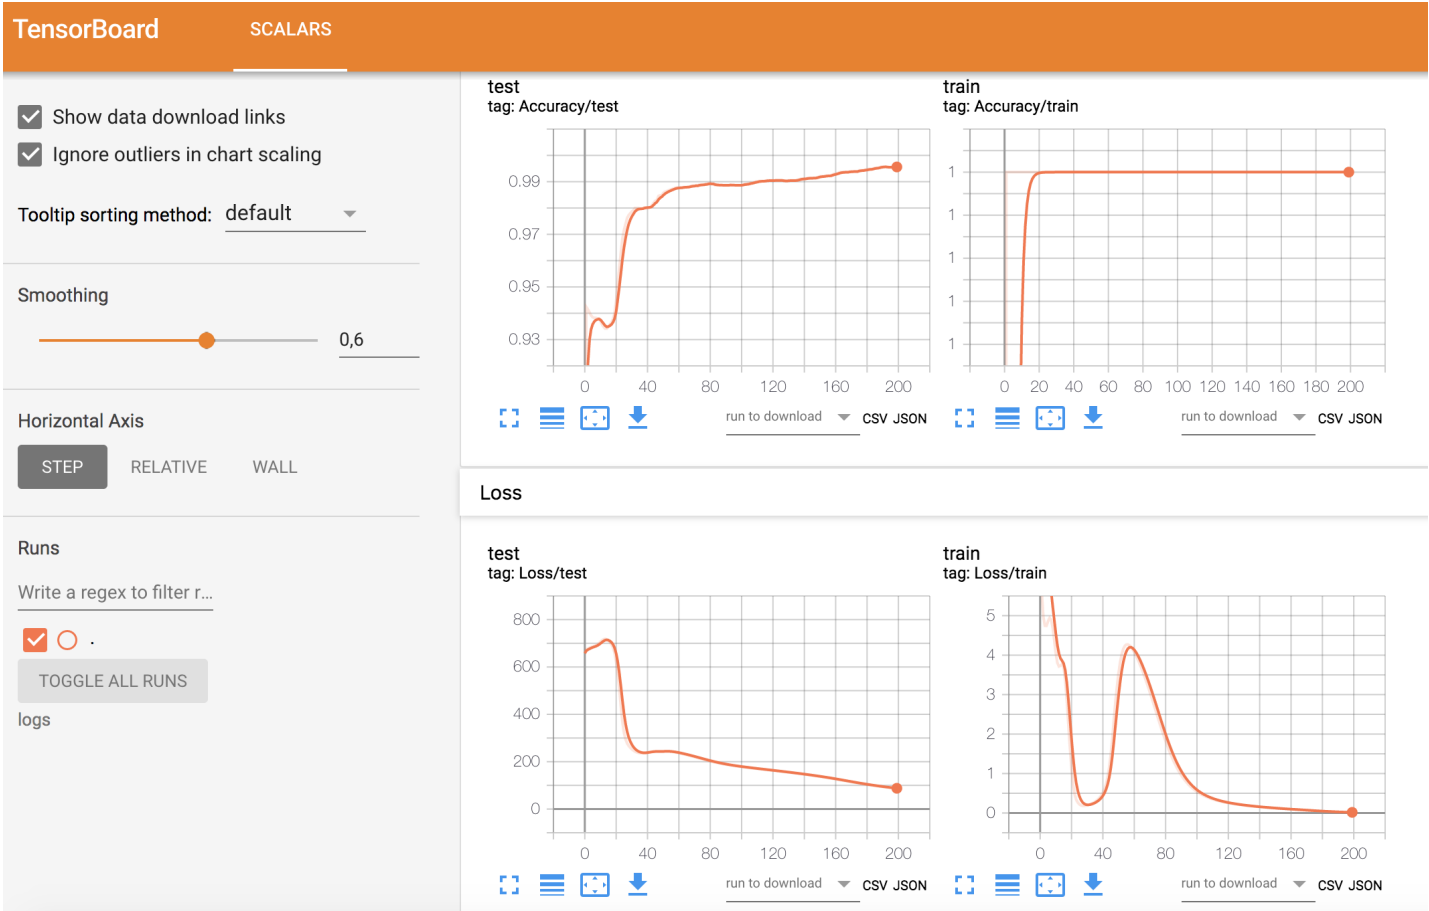 TensorBoard
SCALARS
Show data download links
Ignore outliers in chart scaling
Tooltip sorting method: default
Smoothing
0,6
Horizontal Axis
STEP RELATIVE WALL
Runs
Write a regex to filter r...
.
TOGGLE ALL RUNS
logs
test
tag: Accuracy/test
0.99
0.97
0.95
0.93
0 40 80 120 160 200
run to download CSV JSON
train
tag: Accuracy/train
1
1
1
1
1
0 20 40 60 80 100 120 140 160 180 200
run to download CSV JSON
Loss
test
tag: Loss/test
800
600
400
200
0
0 40 80 120 160 200
run to download CSV JSON
train
tag: Loss/train
5
4
3
2
1
0
0 40 80 120 160 200
run to download CSV JSON